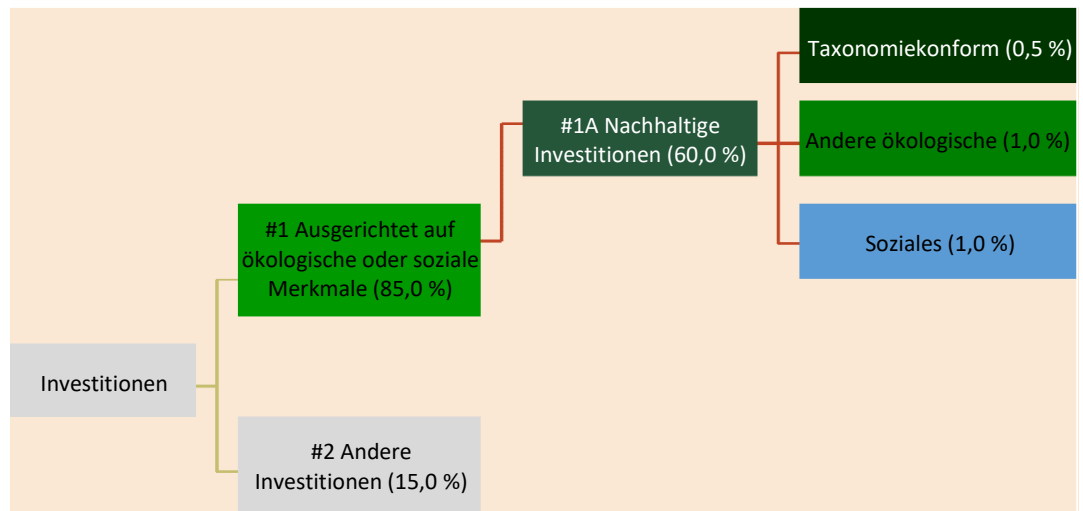 Taxonomiekonform (0,5 %)
#1A Nachhaltige
Investitionen (60,0 %)
Andere ökologische (1,0 %)
#1 Ausgerichtet auf
ökologische oder soziale
Merkmale (85,0 %)
Soziales (1,0 %)
Investitionen
#2 Andere
Investitionen (15,0 %)